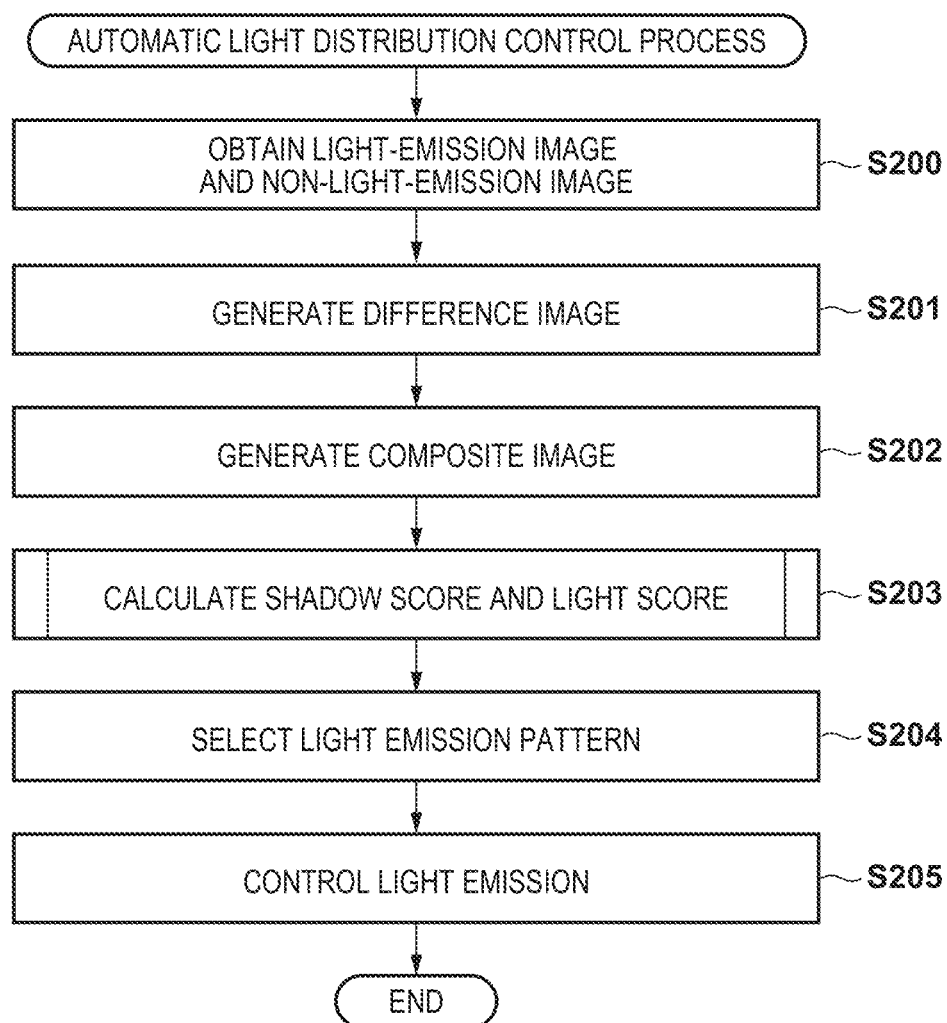 AUTOMATIC LIGHT DISTRIBUTION CONTROL PROCESS
OBTAIN LIGHT-EMISSION IMAGE
AND NON-LIGHT-EMISSION IMAGE
S200
GENERATE DIFFERENCE IMAGE
S201
GENERATE COMPOSITE IMAGE
S202
CALCULATE SHADOW SCORE AND LIGHT SCORE
S203
SELECT LIGHT EMISSION PATTERN
S204
CONTROL LIGHT EMISSION
S205
END